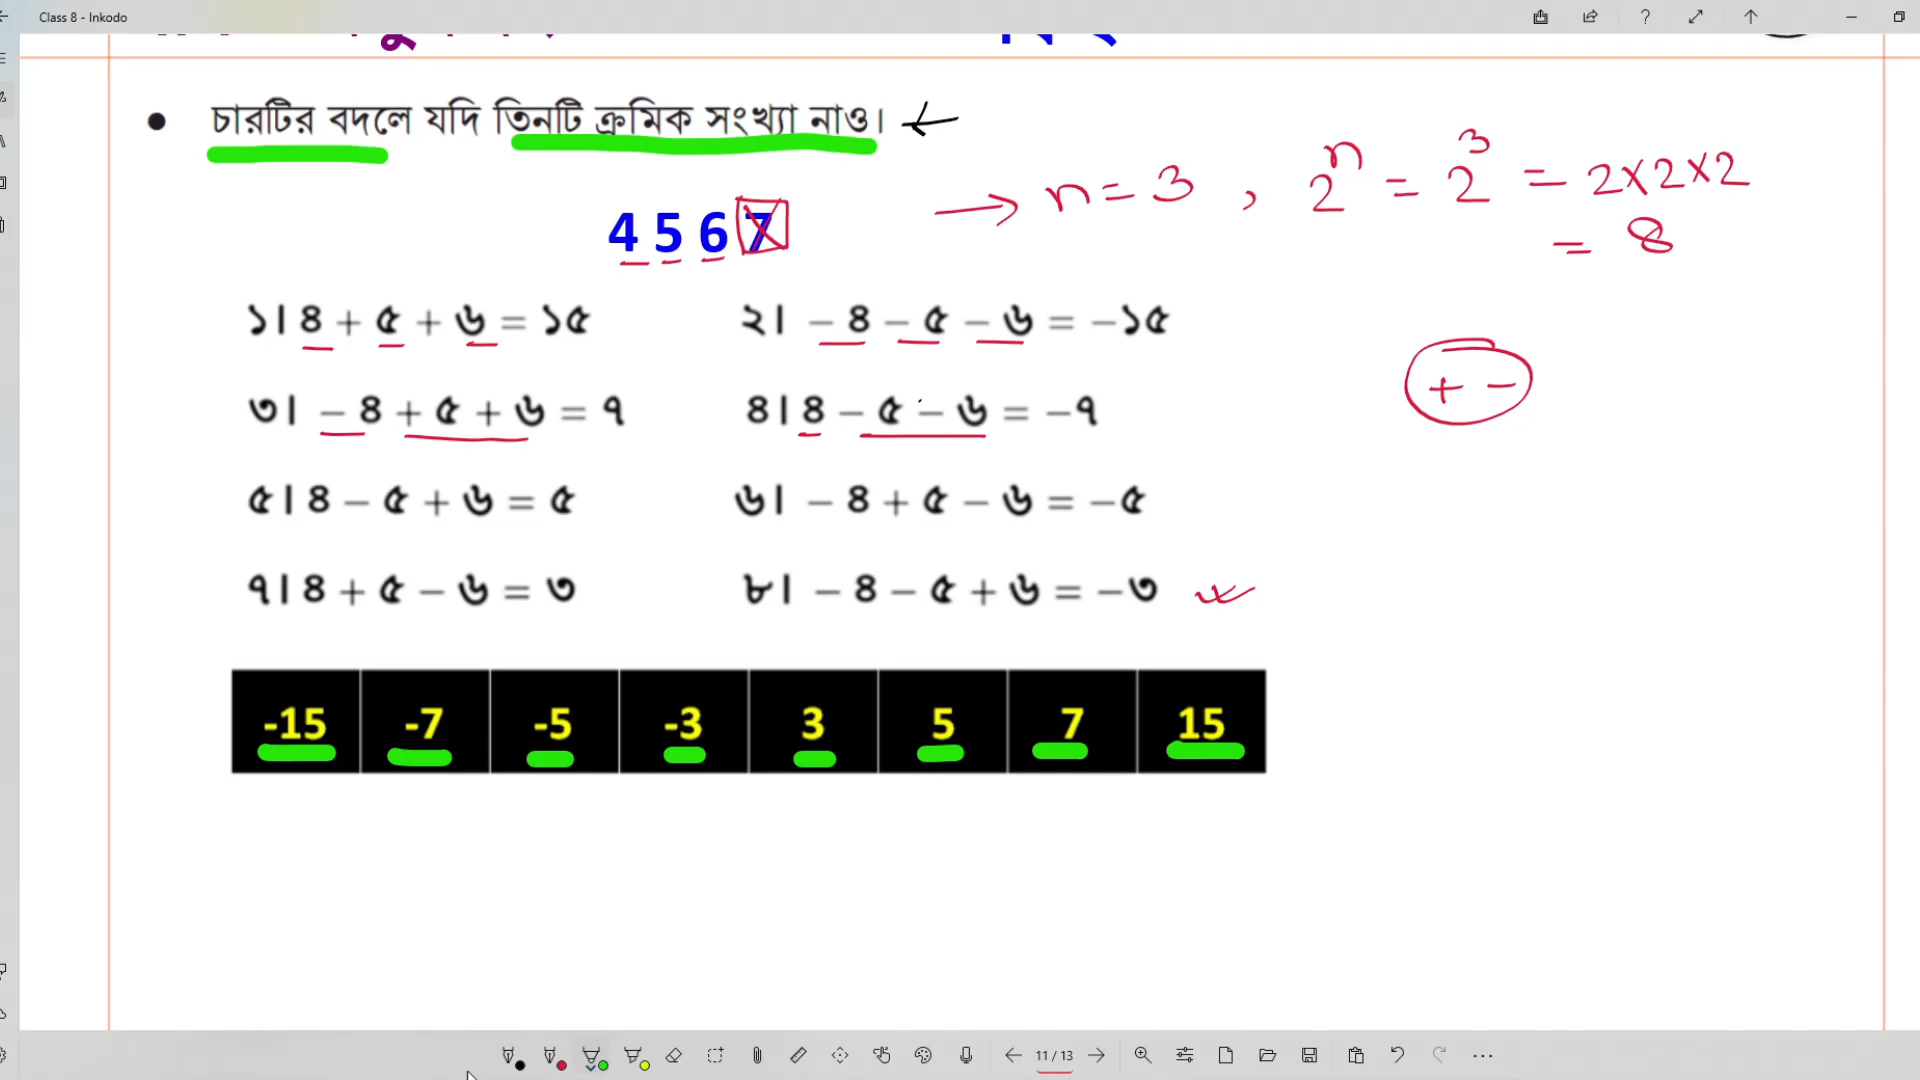 Class 8 - Inkodo
চারটির বদলে যদি তিনটি ক্রমিক সংখ্যা নাও।
4 5 6 7
n = 3 , 2ⁿ = 2³ = 2×2×2
= 8
১। ৪ + ৫ + ৬ = ১৫
২। – ৪ – ৫ – ৬ = –১৫
+ –
৩। – ৪ + ৫ + ৬ = ৭
৪। ৪ – ৫ – ৬ = –৭
৫। ৪ – ৫ + ৬ = ৫
৬। – ৪ + ৫ – ৬ = –৫
৭। ৪ + ৫ – ৬ = ৩
৮। – ৪ – ৫ + ৬ = –৩
-15 -7 -5 -3 3 5 7 15
11 / 13